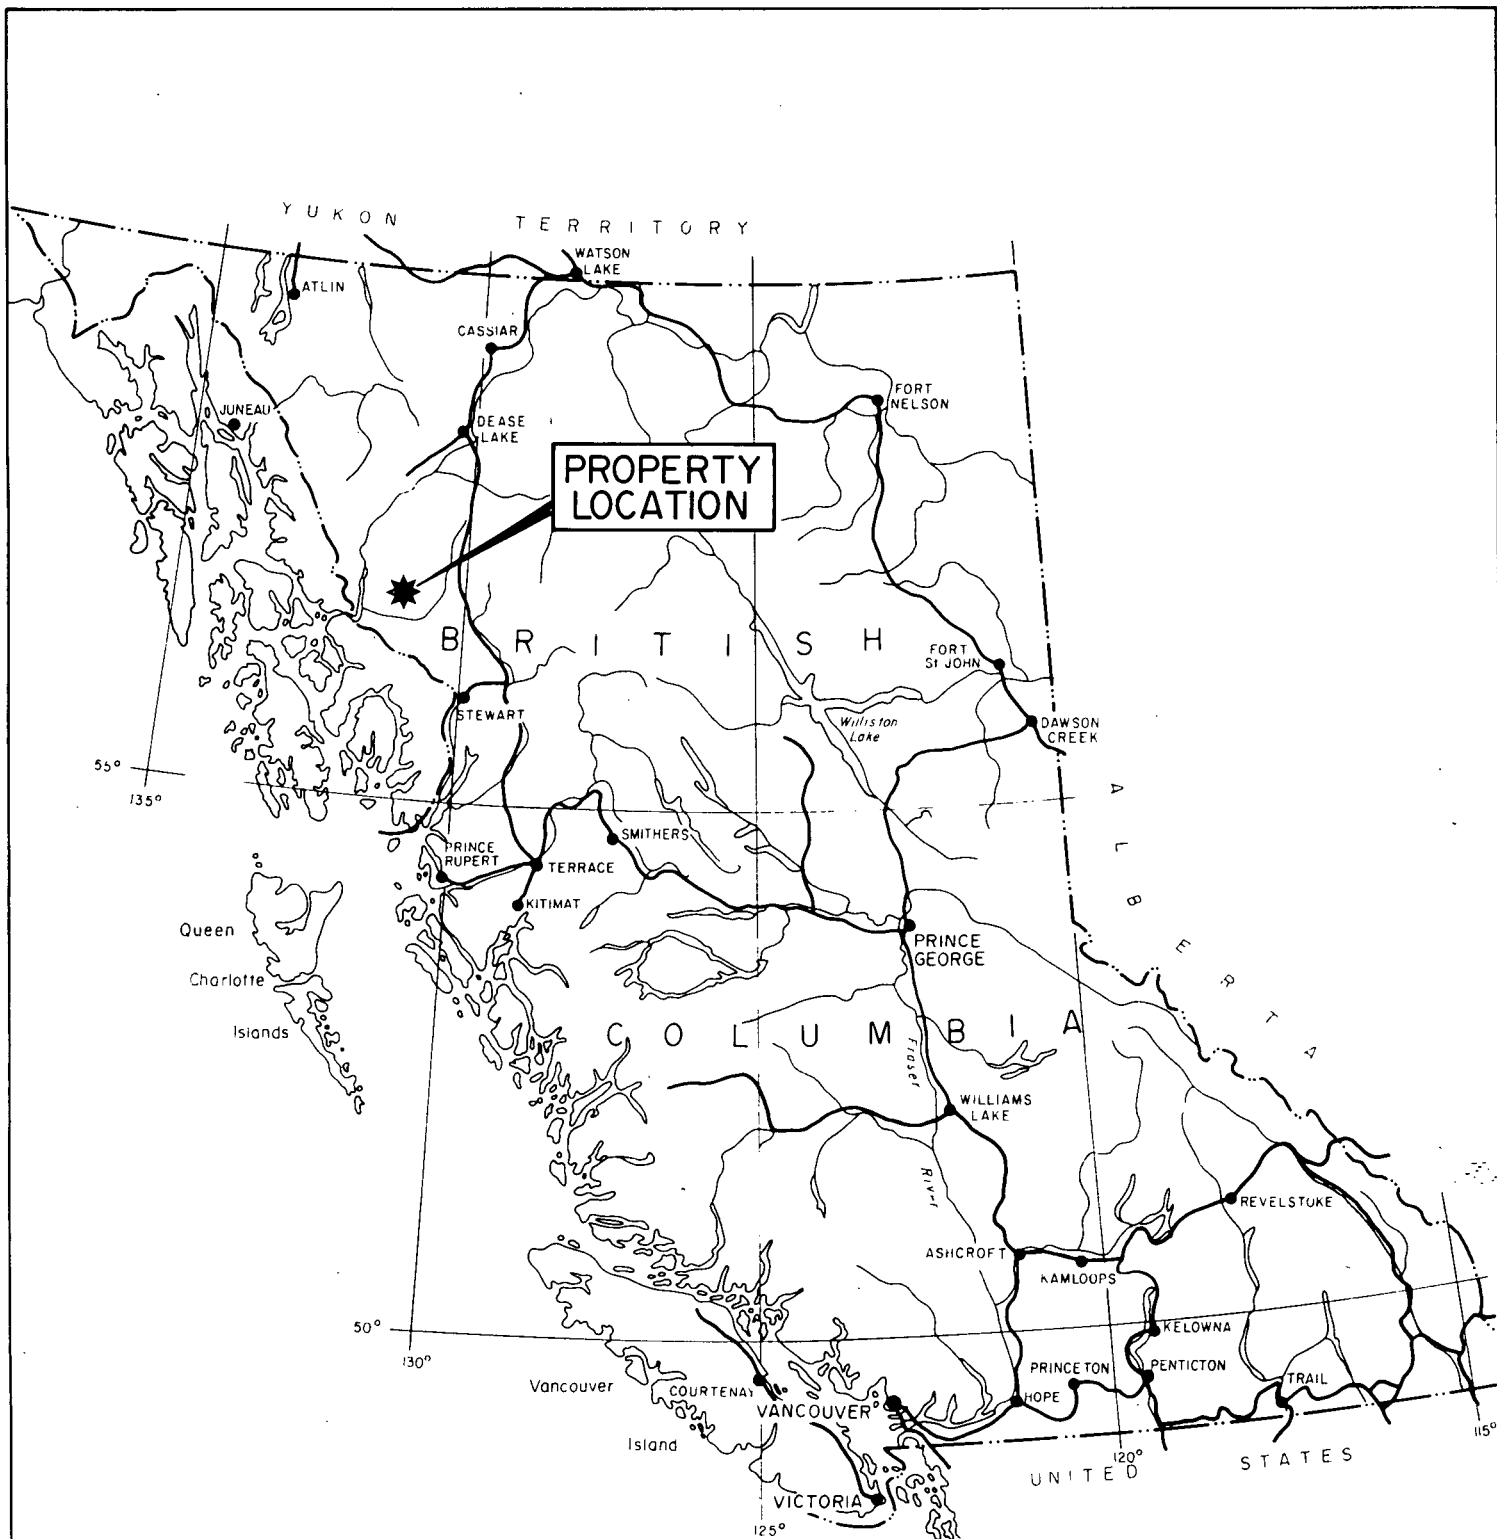 YUKON TERRITORY
WATSON
LAKE
ATLIN
CASSIAR
JUNEAU
DEASE
LAKE
FORT
NELSON
PROPERTY
LOCATION
BRITISH
FORT
St JOHN
STEWART
Williston
Lake
DAWSON
CREEK
55°
135°
ALBERTA
SMITHERS
PRINCE
RUPERT
TERRACE
KITIMAT
Queen
Charlotte
Islands
PRINCE
GEORGE
COLUMBIA
Fraser
River
WILLIAMS
LAKE
REVELSTOKE
ASHCROFT
KAMLOOPS
50°
130°
KELOWNA
PRINCETON
PENTICTON
Vancouver
Island
COURTENAY
VANCOUVER
HOPE
TRAIL
115°
120°
UNITED STATES
VICTORIA
125°